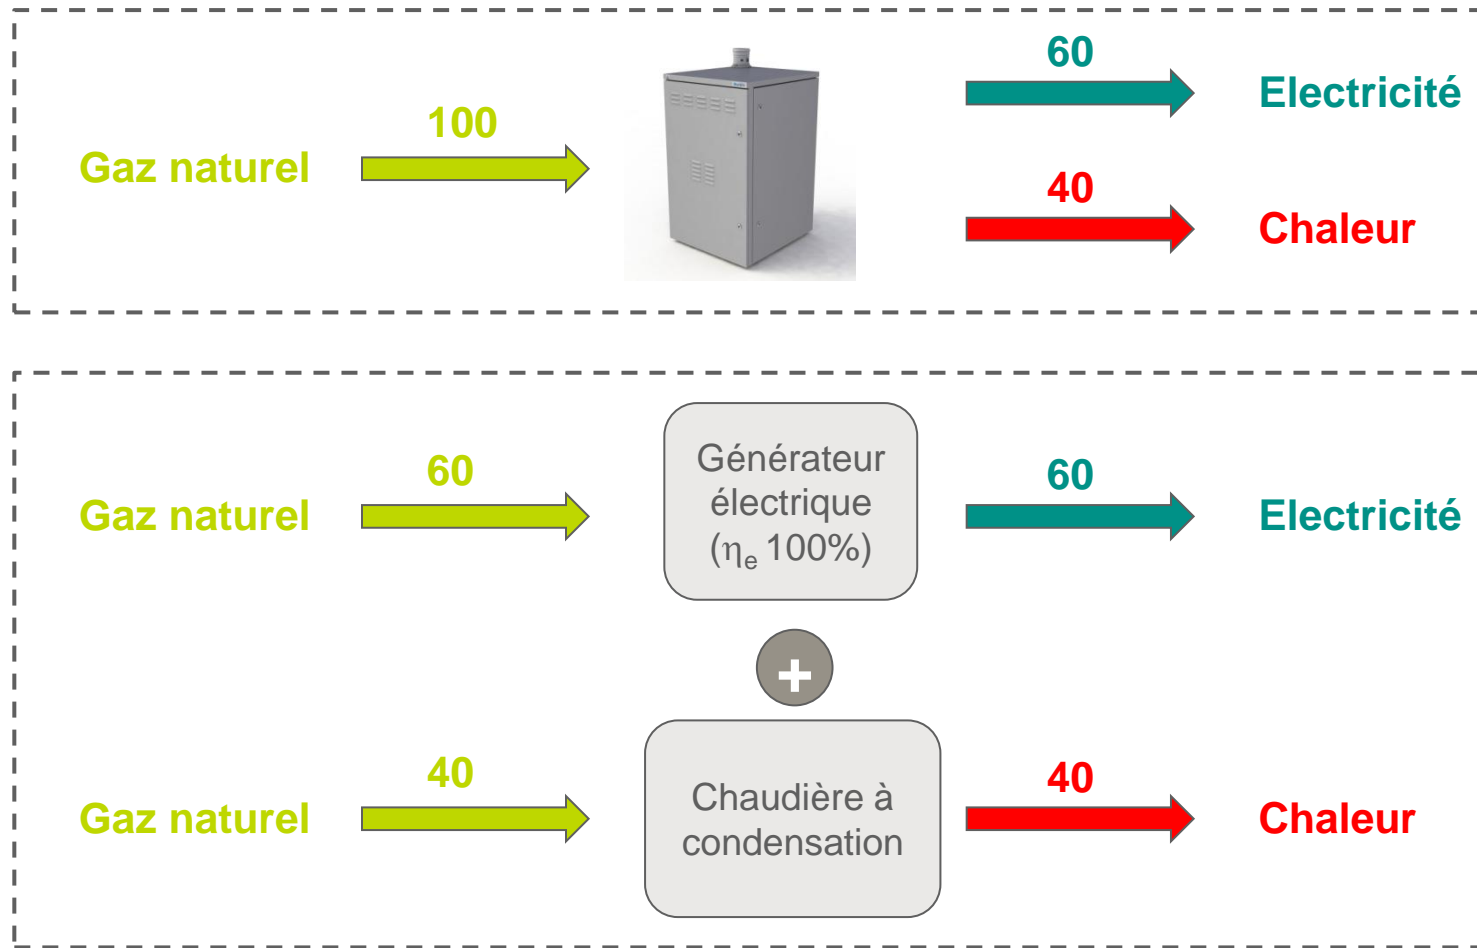 100
Gaz naturel
60
Electricité
40
Chaleur
60
Gaz naturel
Générateur
électrique
(ηe 100%)
60
Electricité
+
40
Gaz naturel
Chaudière à
condensation
40
Chaleur